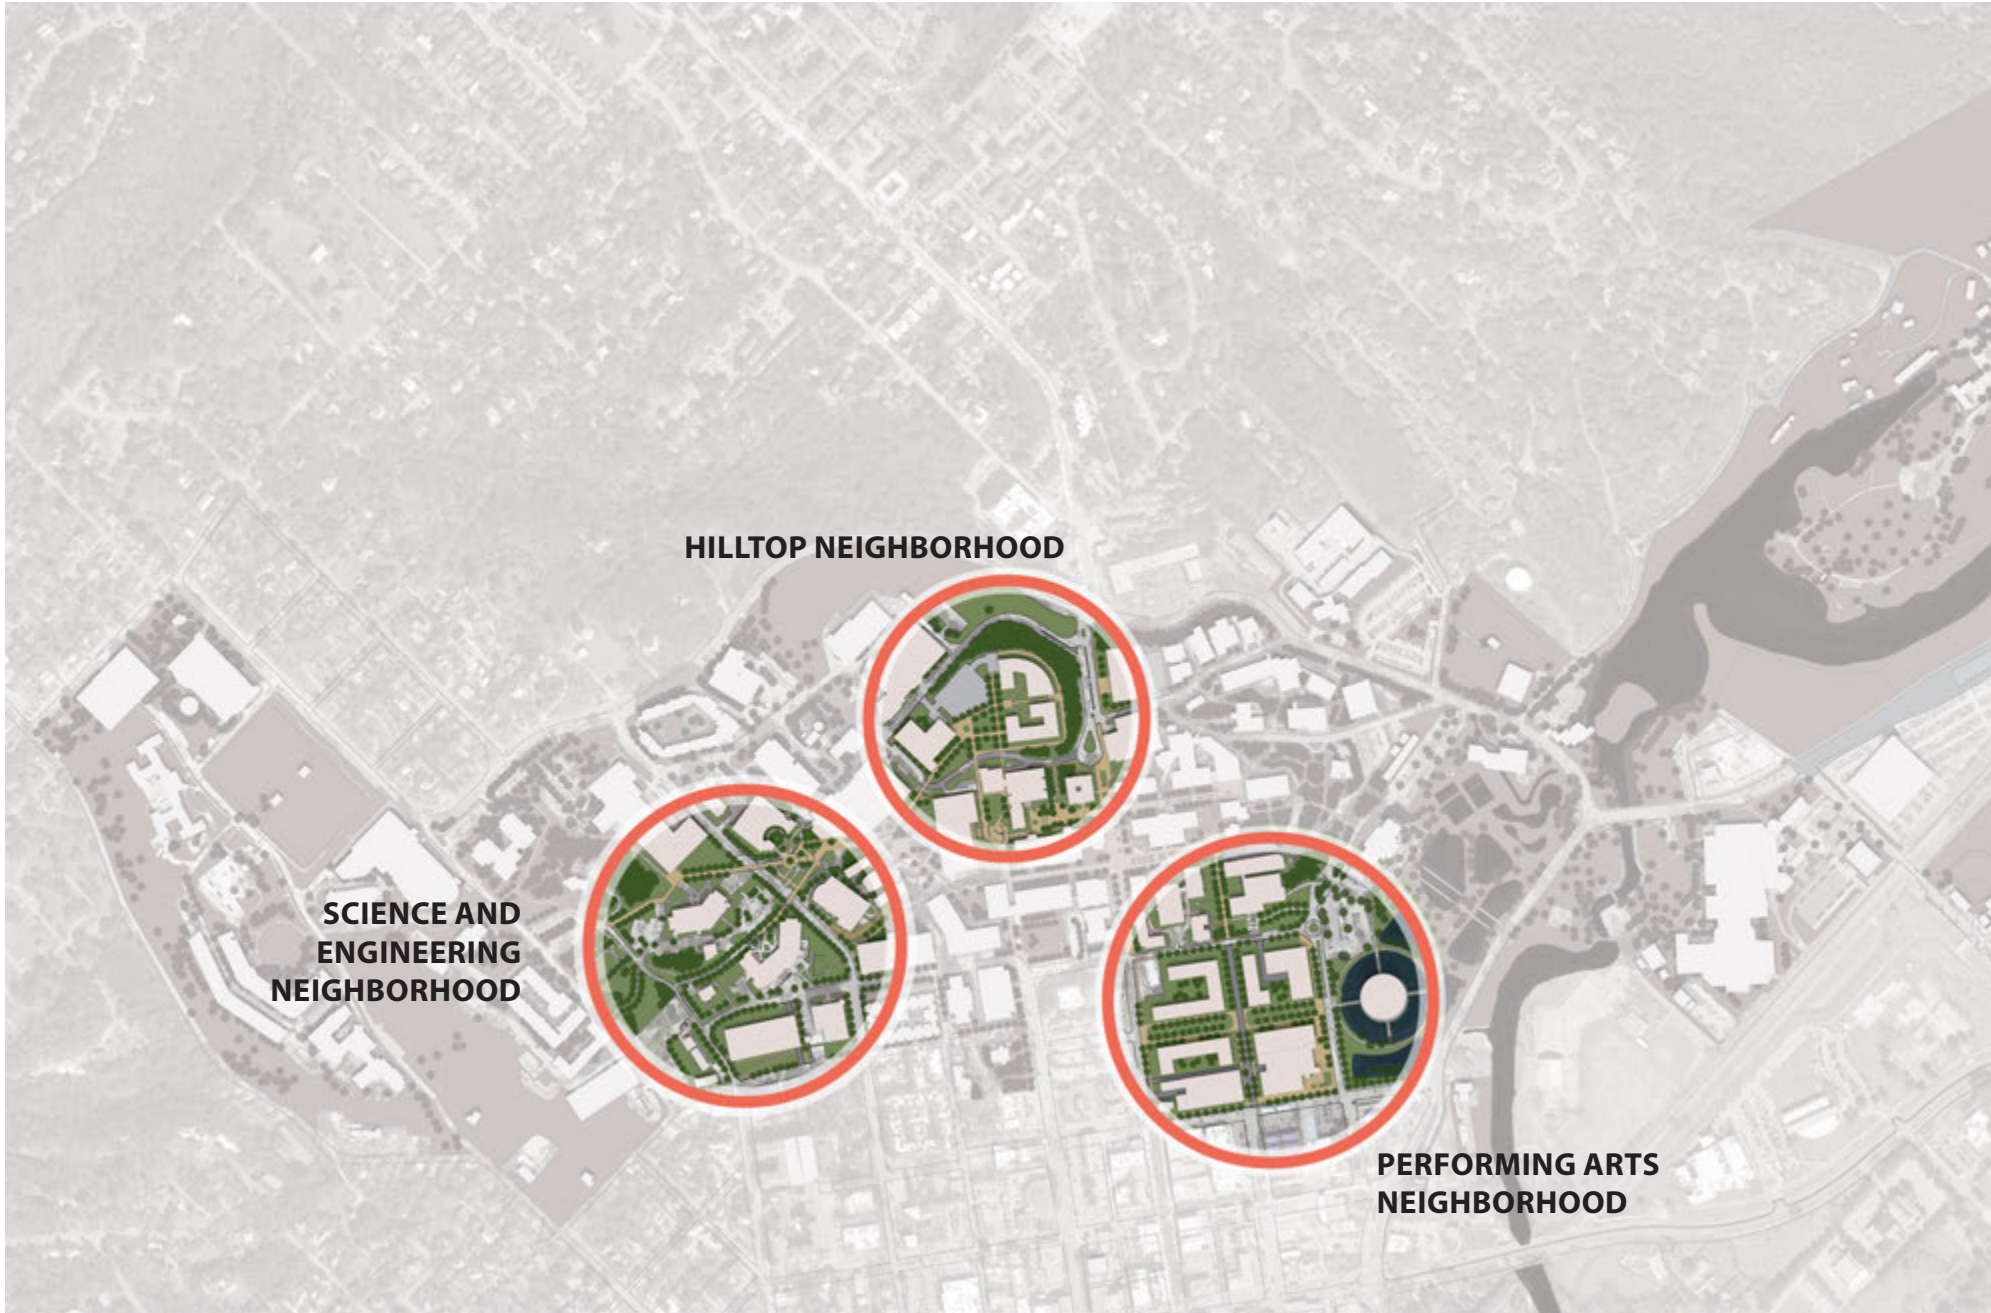 HILLTOP NEIGHBORHOOD
SCIENCE AND
ENGINEERING
NEIGHBORHOOD
PERFORMING ARTS
NEIGHBORHOOD